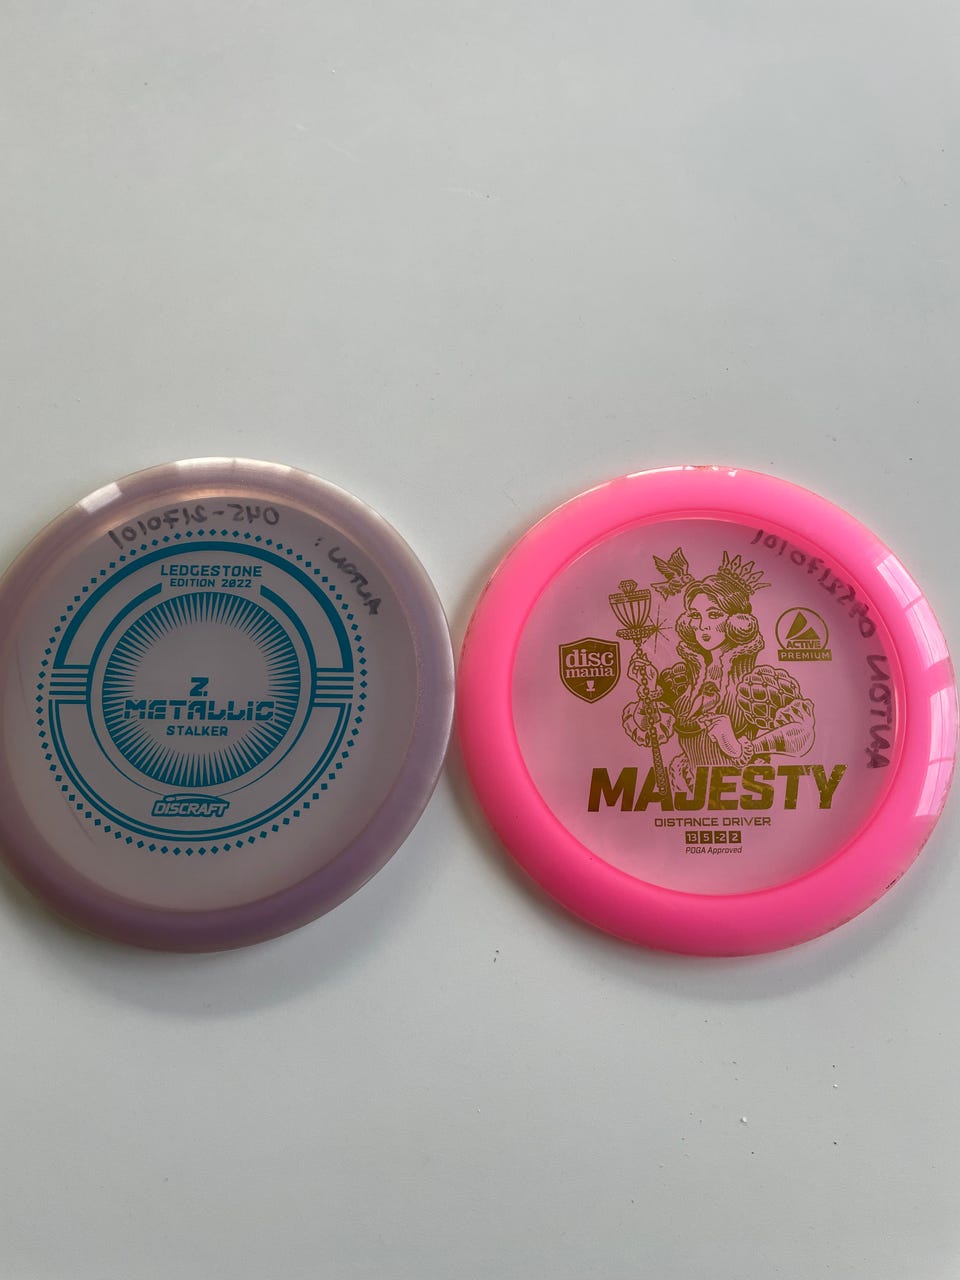 LEDGESTONE
EDITION 2022
Z
METALLIC
STALKER
DISCRAFT
disc
mania
ACTIVE
PREMIUM
MAJESTY
DISTANCE DRIVER
13 5 -2 2
PDGA Approved